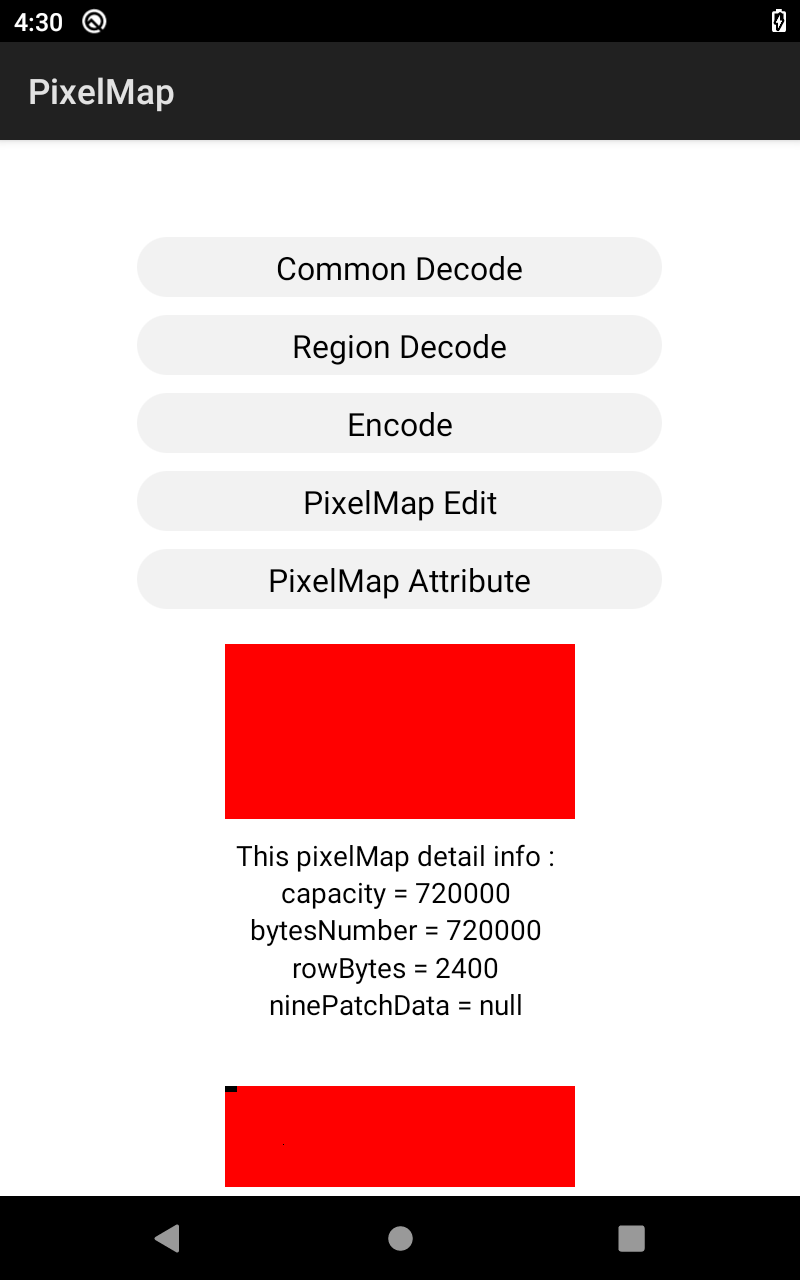 4:30
PixelMap
Common Decode
Region Decode
Encode
PixelMap Edit
PixelMap Attribute
This pixelMap detail info :
capacity = 720000
bytesNumber = 720000
rowBytes = 2400
ninePatchData = null